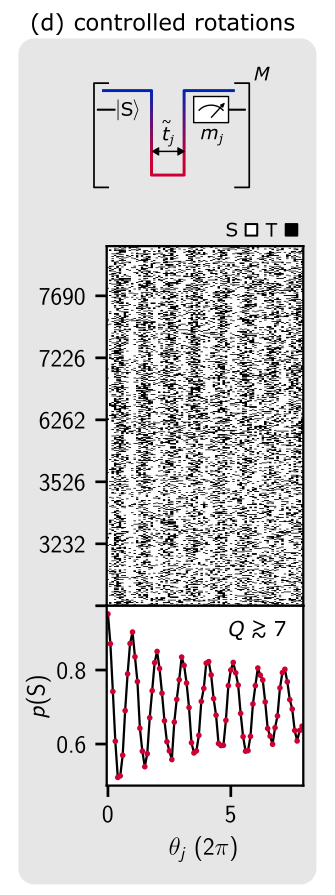 (d) controlled rotations
M
|S⟩
t̃ⱼ
mⱼ
S □ T ■
7690
7226
6262
3526
3232
Q ≳ 7
0.8
0.6
p(S)
0 5
θⱼ (2π)